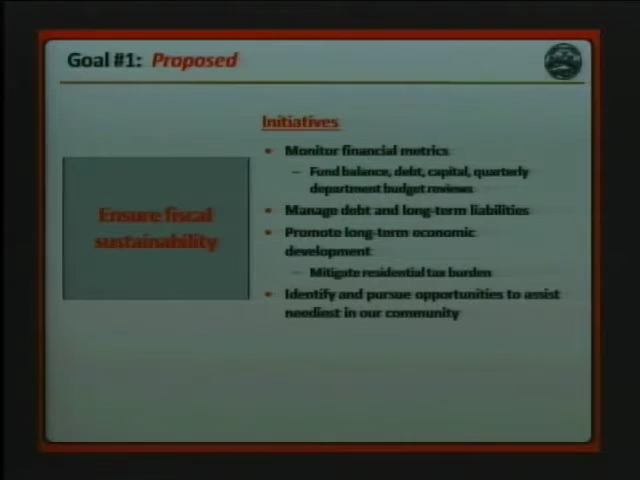 Goal #1: Proposed
Initiatives
• Monitor financial metrics
– Fund balance, debt, capital, quarterly
department budget reviews
• Manage debt and long-term liabilities
• Promote long-term economic
development
– Mitigate residential tax burden
• Identify and pursue opportunities to assist
neediest in our community
Ensure fiscal
sustainability